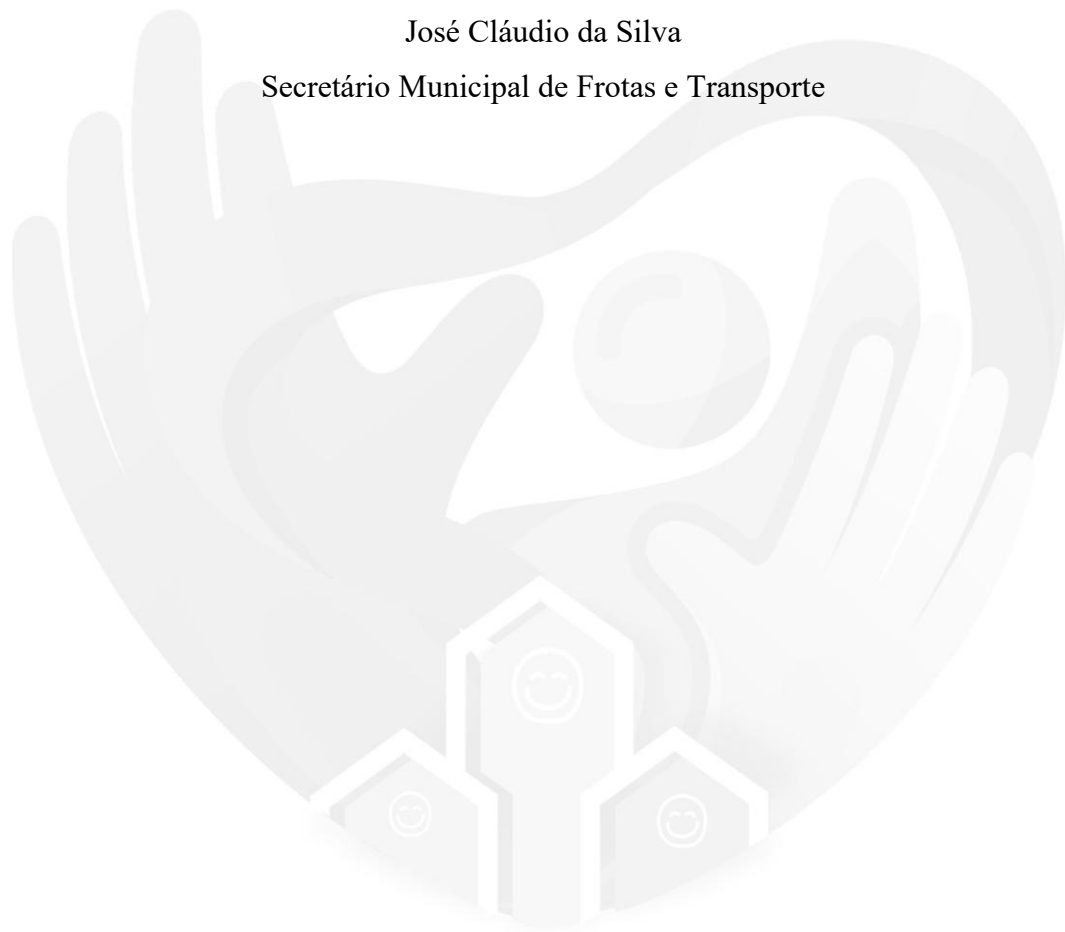 José Cláudio da Silva
Secretário Municipal de Frotas e Transporte